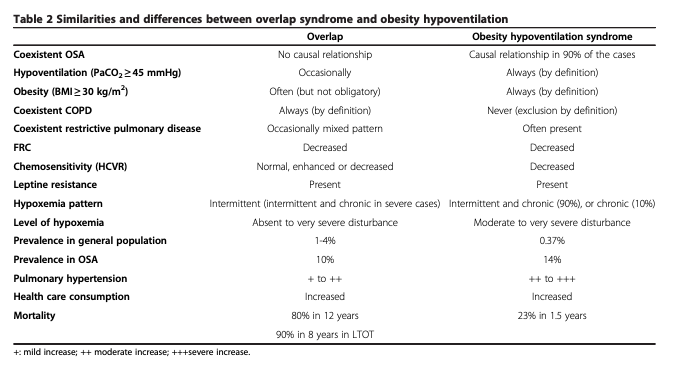 Table 2 Similarities and differences between overlap syndrome and obesity hypoventilation
Overlap Obesity hypoventilation syndrome
Coexistent OSA No causal relationship Causal relationship in 90% of the cases
Hypoventilation (PaCO₂ ≥ 45 mmHg) Occasionally Always (by definition)
Obesity (BMI ≥ 30 kg/m²) Often (but not obligatory) Always (by definition)
Coexistent COPD Always (by definition) Never (exclusion by definition)
Coexistent restrictive pulmonary disease Occasionally mixed pattern Often present
FRC Decreased Decreased
Chemosensitivity (HCVR) Normal, enhanced or decreased Decreased
Leptine resistance Present Present
Hypoxemia pattern Intermittent (intermittent and chronic in severe cases) Intermittent and chronic (90%), or chronic (10%)
Level of hypoxemia Absent to very severe disturbance Moderate to very severe disturbance
Prevalence in general population 1-4% 0.37%
Prevalence in OSA 10% 14%
Pulmonary hypertension + to ++ ++ to +++
Health care consumption Increased Increased
Mortality 80% in 12 years 23% in 1.5 years
90% in 8 years in LTOT
+: mild increase; ++ moderate increase; +++severe increase.